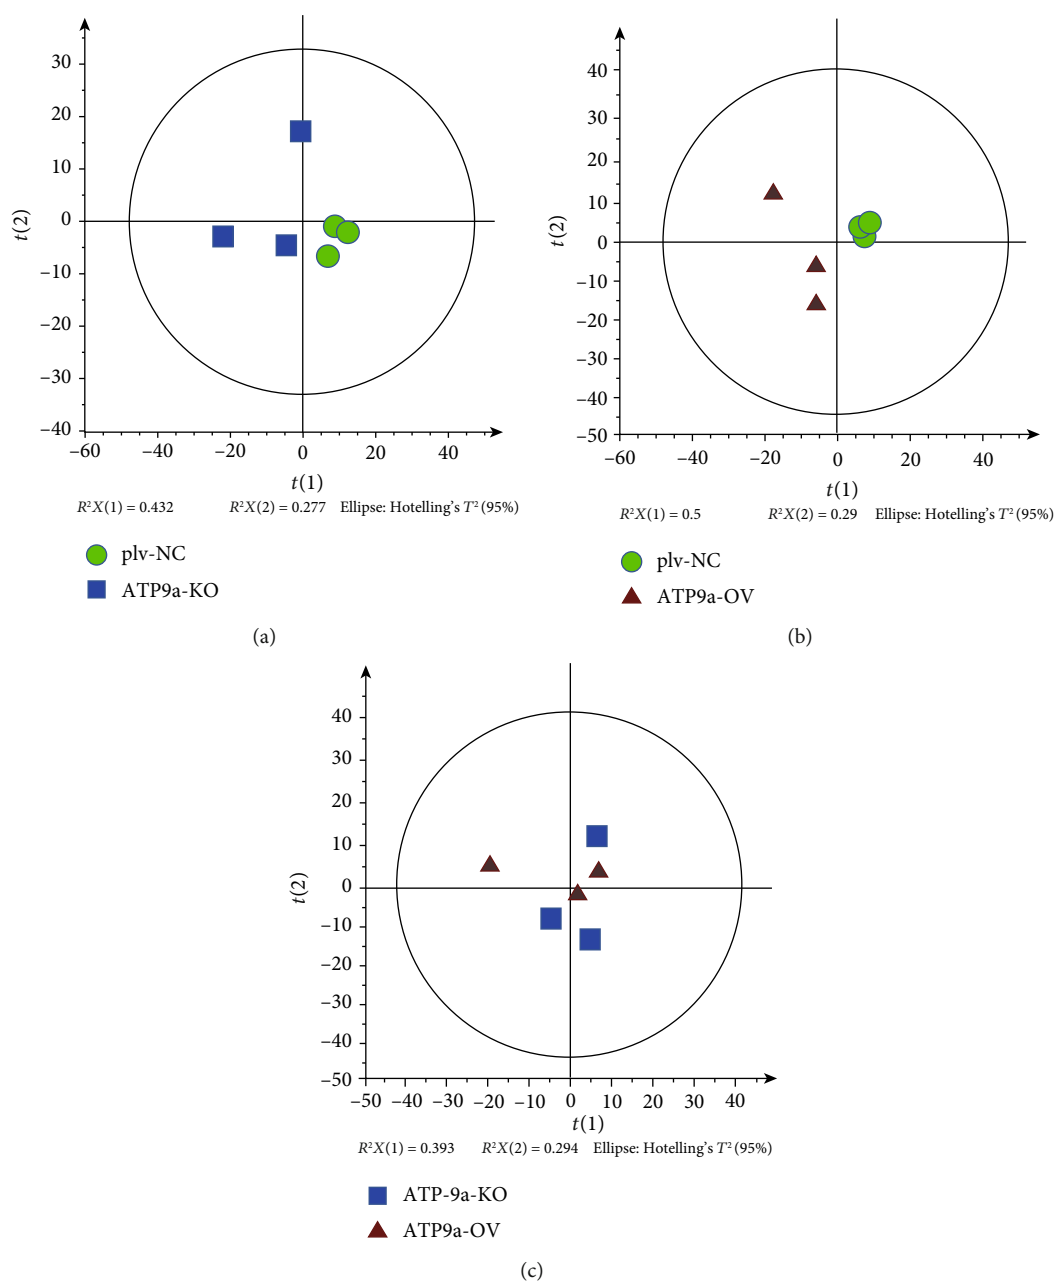 30
20
10
0
−10
−20
−30
−40
t(2)
−60 −40 −20 0 20 40
t(1)
R²X(1) = 0.432 R²X(2) = 0.277 Ellipse: Hotelling's T² (95%)
plv-NC
ATP9a-KO
(a)
40
30
20
10
0
−10
−20
−30
−40
−50
t(2)
−60 −40 −20 0 20 40
t(1)
R²X(1) = 0.5 R²X(2) = 0.29 Ellipse: Hotelling's T² (95%)
plv-NC
ATP9a-OV
(b)
40
30
20
10
0
−10
−20
−30
−40
−50
t(2)
−50 −40 −30 −20 −10 0 10 20 30 40
t(1)
R²X(1) = 0.393 R²X(2) = 0.294 Ellipse: Hotelling's T² (95%)
ATP-9a-KO
ATP9a-OV
(c)